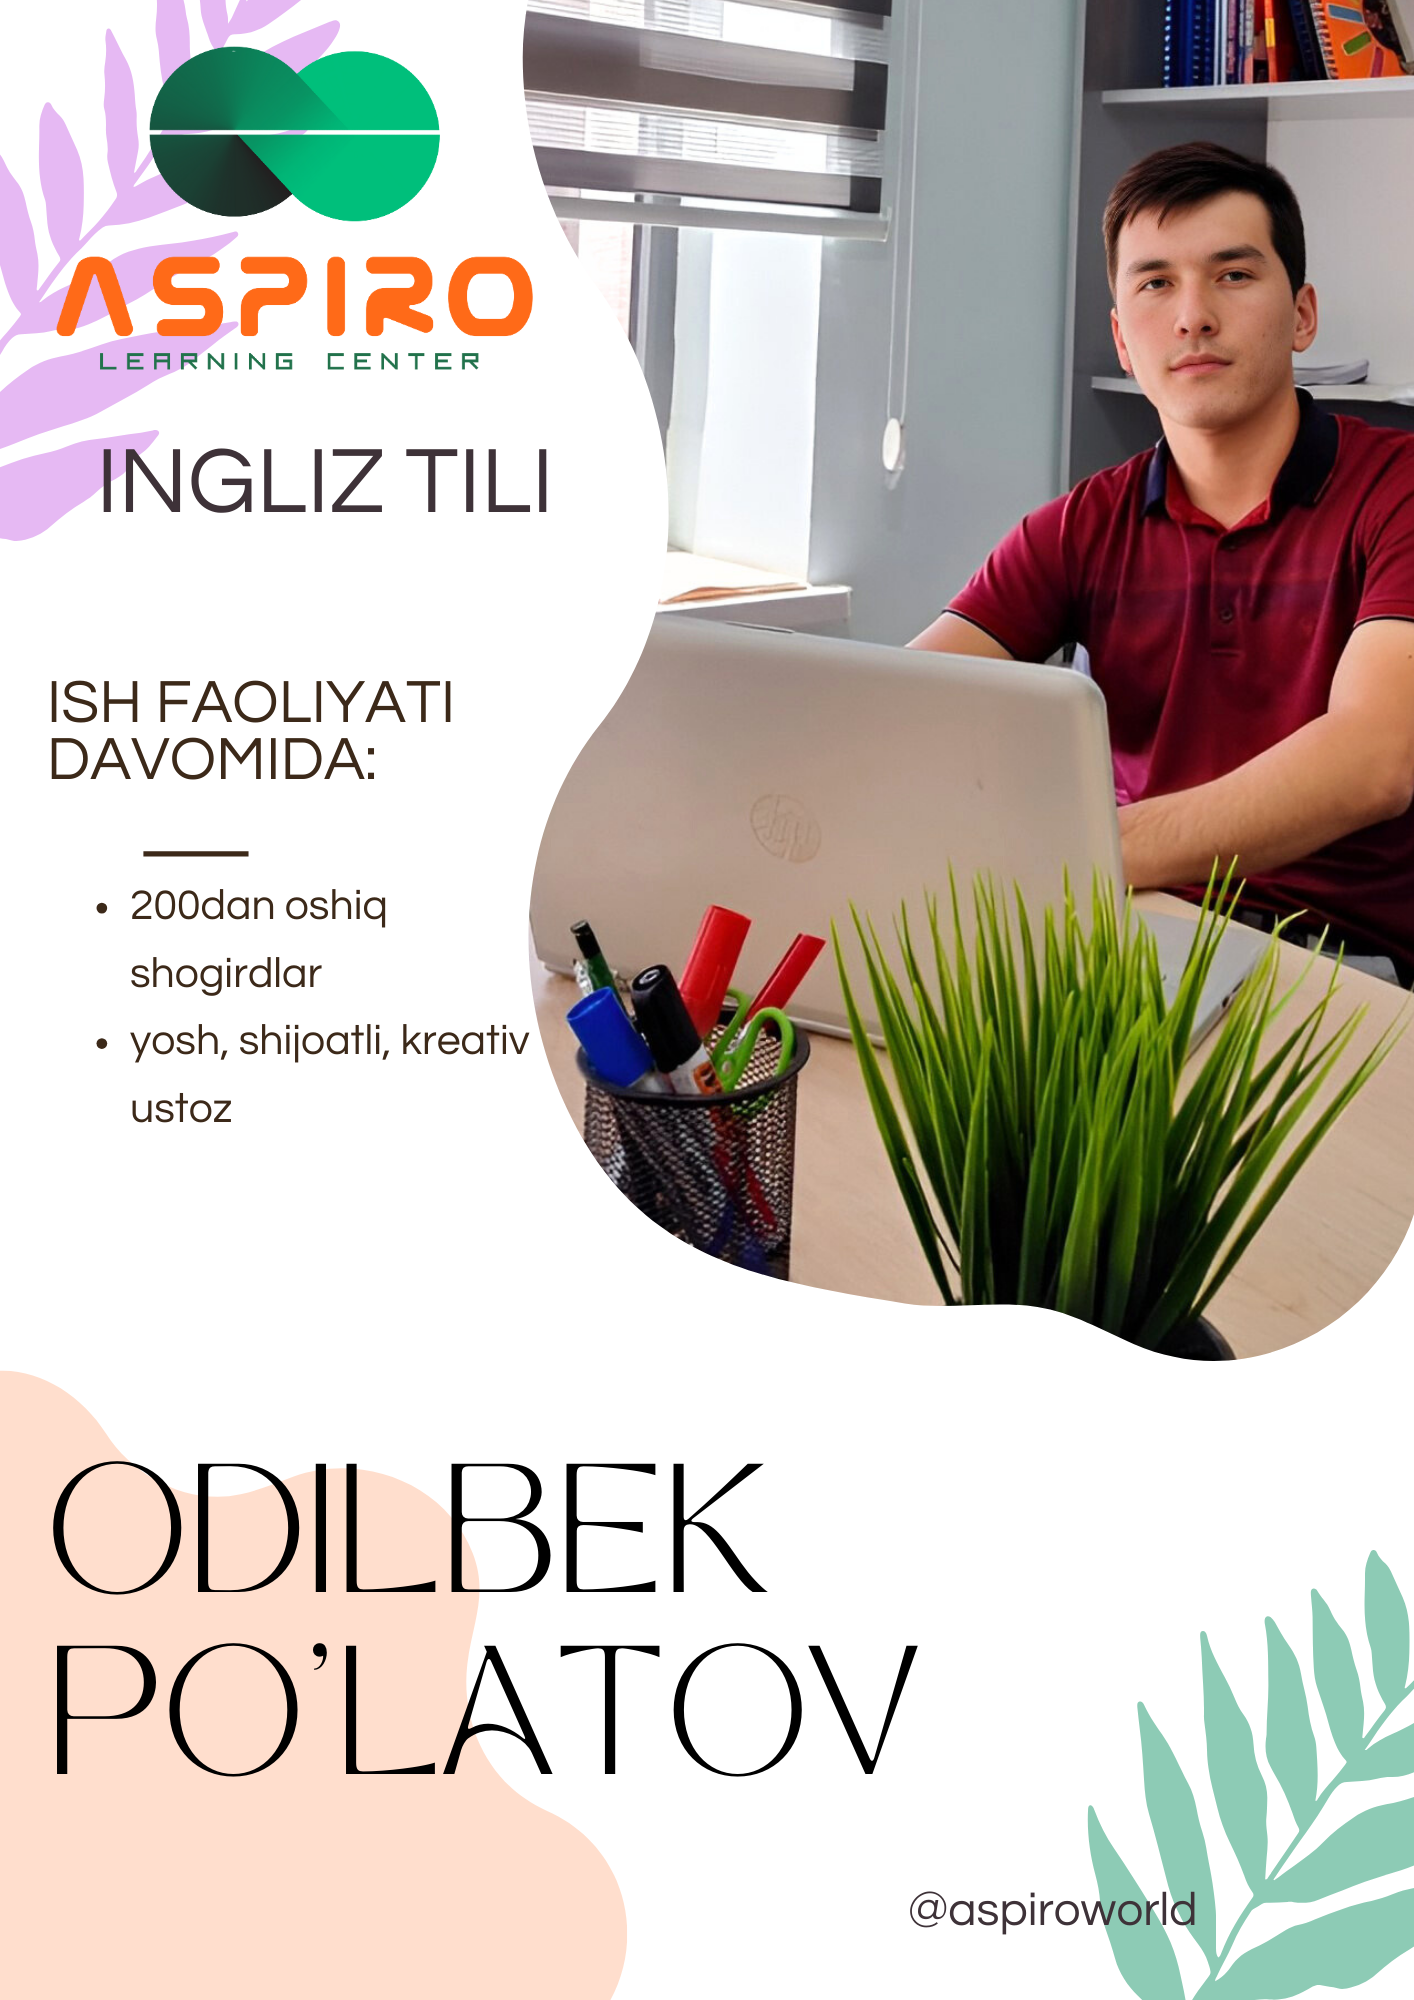 ASPIRO
LEARNING CENTER
INGLIZ TILI
ISH FAOLIYATI
DAVOMIDA:
200dan oshiq
shogirdlar
yosh, shijoatli, kreativ
ustoz
hp
ODILBEK
PO’LATOV
@aspiroworld